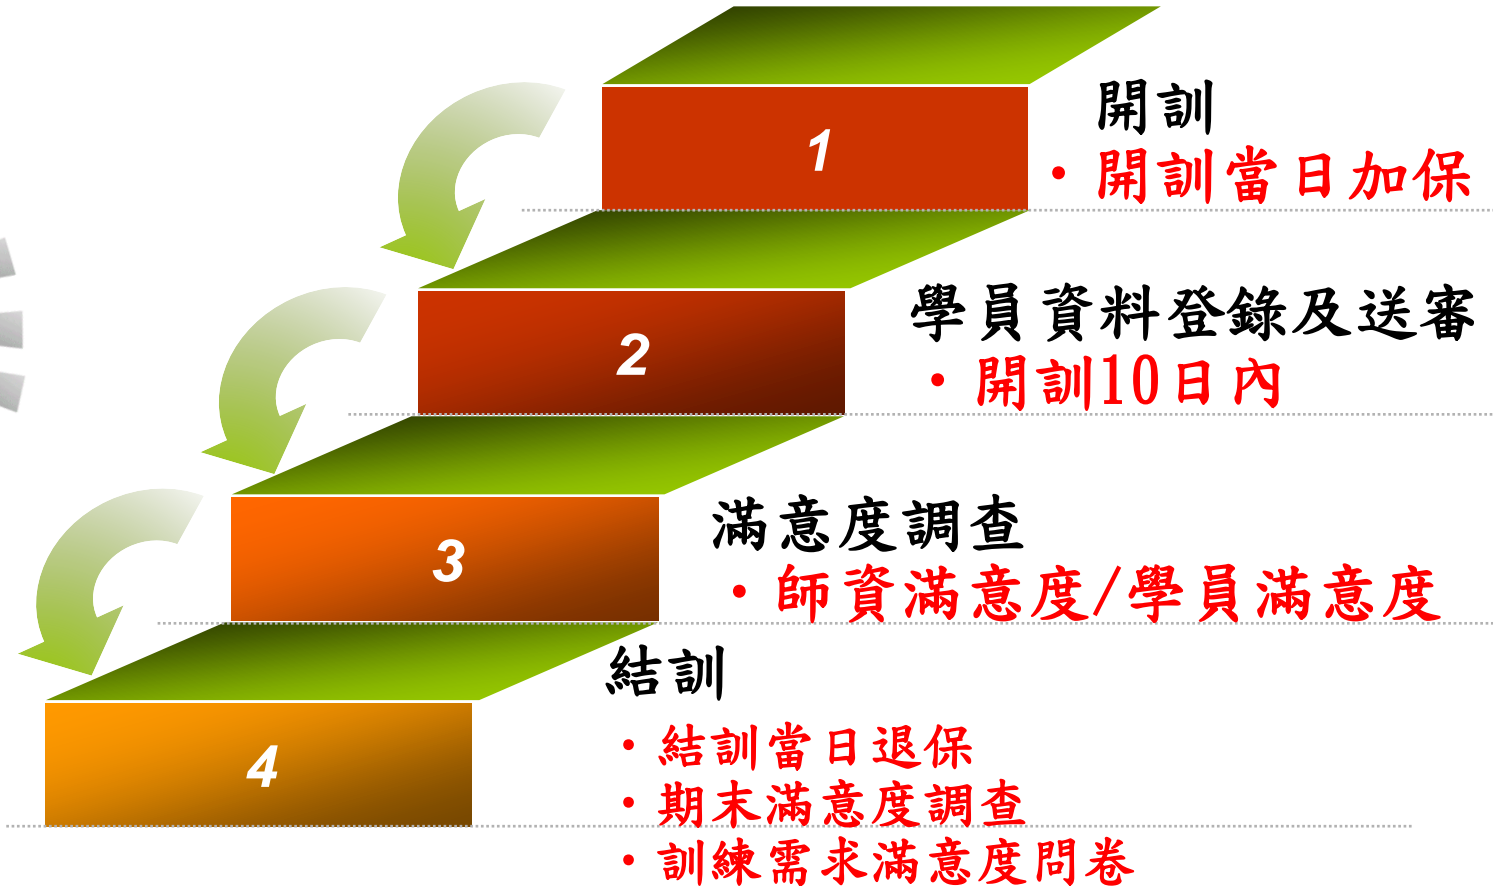 1
開訓
・開訓當日加保
2
學員資料登錄及送審
・開訓10日內
3
滿意度調查
・師資滿意度/學員滿意度
4
結訓
・結訓當日退保
・期末滿意度調查
・訓練需求滿意度問卷